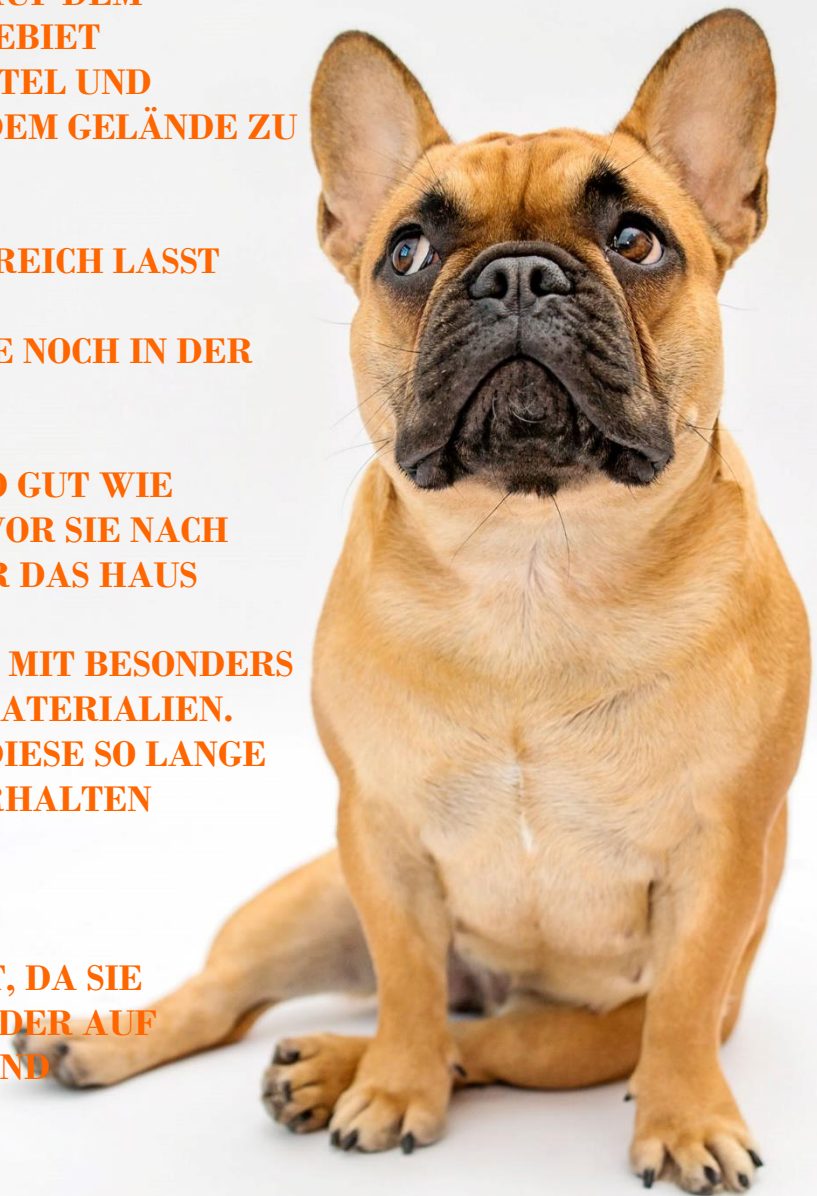 EBIET
TEL UND
DEM GELÄNDE ZU
REICH LASST
E NOCH IN DER
GUT WIE
VOR SIE NACH
R DAS HAUS
MIT BESONDERS
ATERIALIEN.
DIESE SO LANGE
RHALTEN
T, DA SIE
DER AUF
ND